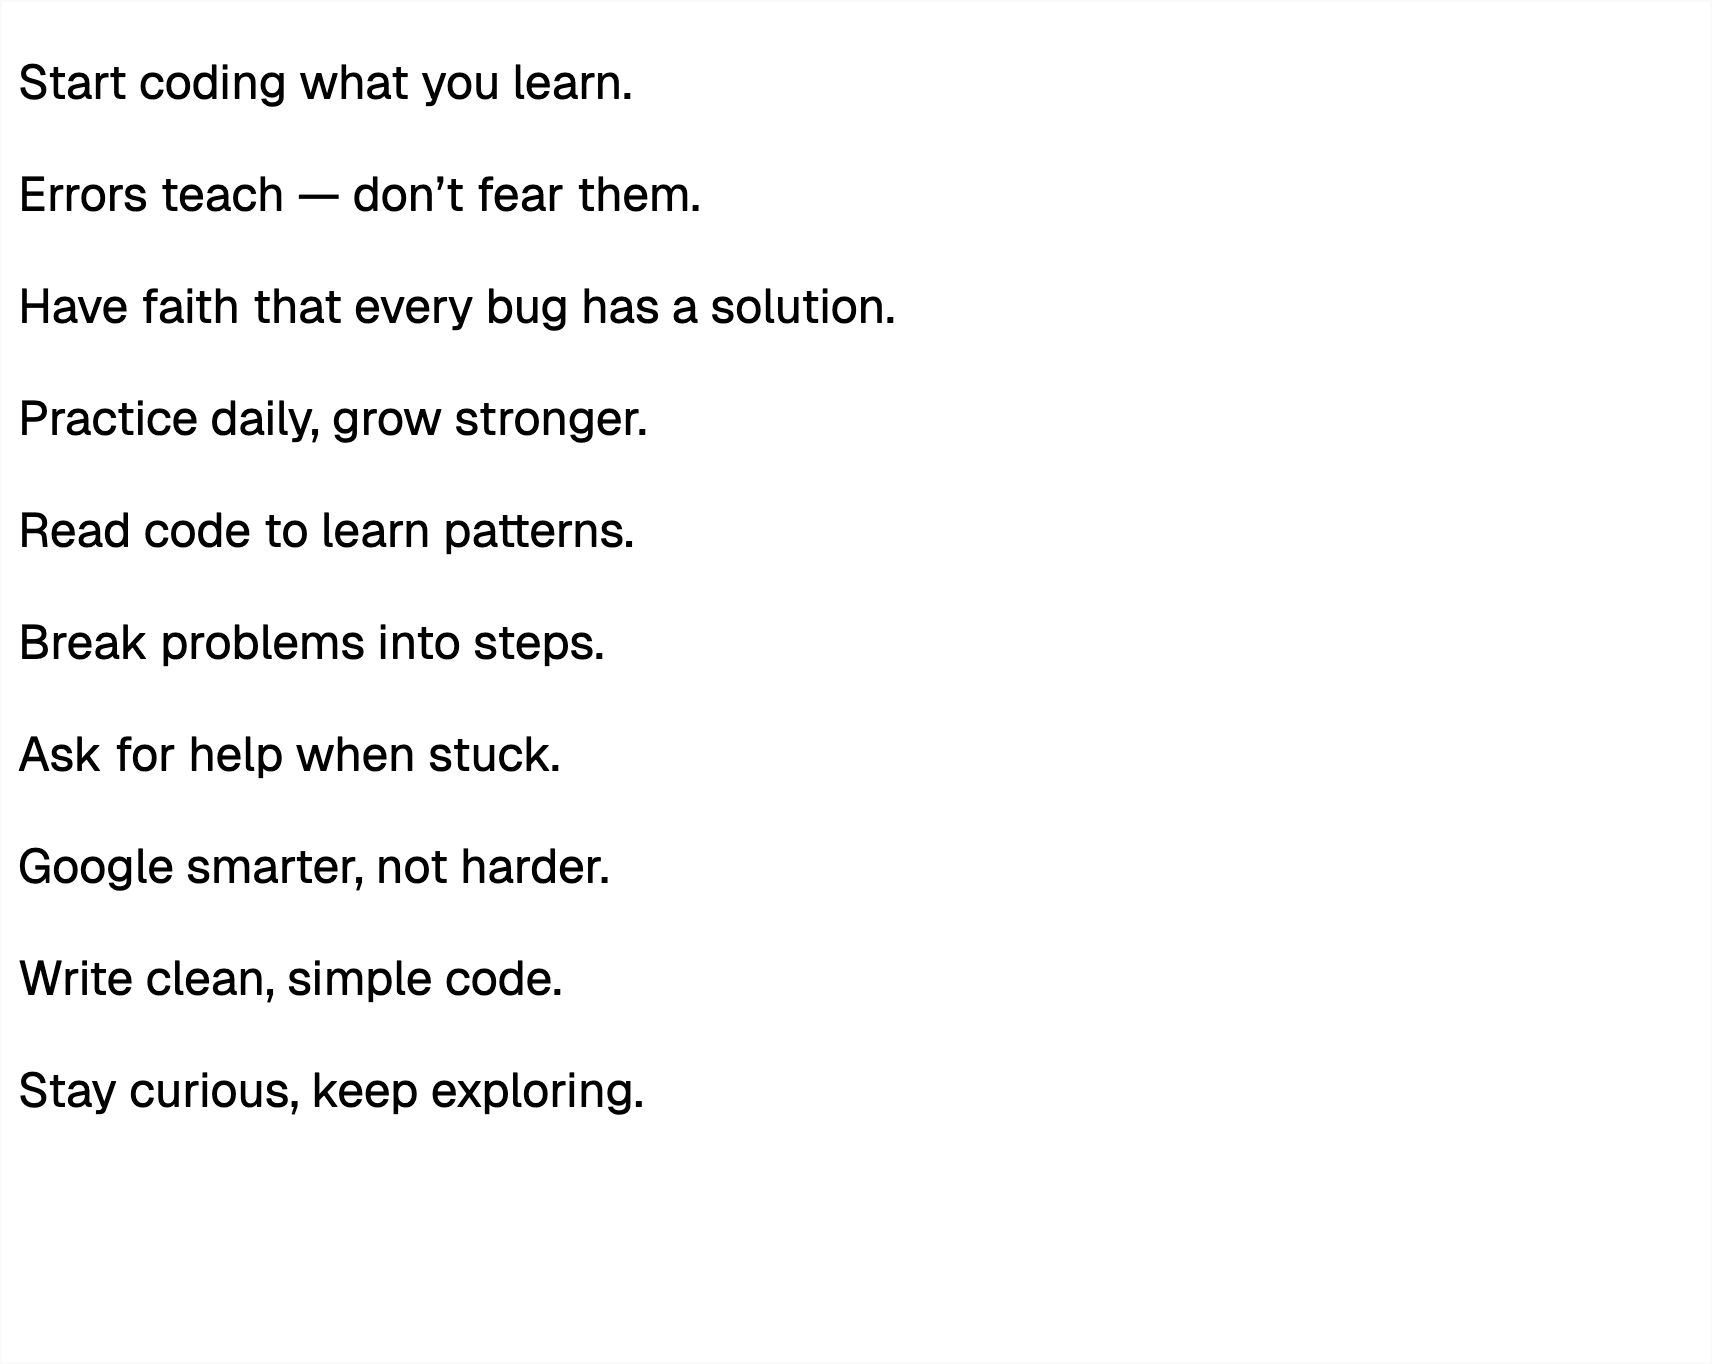 Start coding what you learn.
Errors teach — don’t fear them.
Have faith that every bug has a solution.
Practice daily, grow stronger.
Read code to learn patterns.
Break problems into steps.
Ask for help when stuck.
Google smarter, not harder.
Write clean, simple code.
Stay curious, keep exploring.